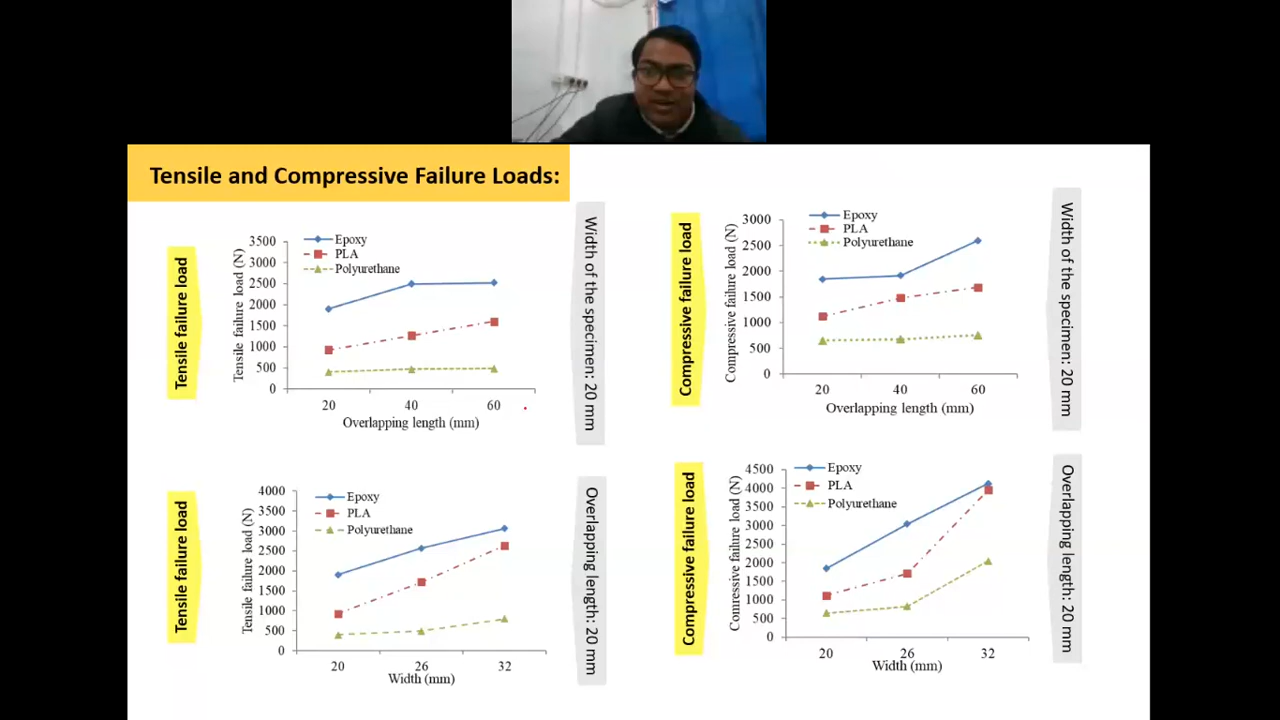 Tensile and Compressive Failure Loads:
Tensile failure load
Tensile failure load (N)
3500
3000
2500
2000
1500
1000
500
0
Epoxy
PLA
Polyurethane
20 40 60
Overlapping length (mm)
Width of the specimen: 20 mm
Compressive failure load
Compressive failure load (N)
3000
2500
2000
1500
1000
500
0
Epoxy
PLA
Polyurethane
20 40 60
Overlapping length (mm)
Width of the specimen: 20 mm
Tensile failure load
Tensile failure load (N)
4000
3500
3000
2500
2000
1500
1000
500
0
Epoxy
PLA
Polyurethane
20 26 32
Width (mm)
Overlapping length: 20 mm
Compressive failure load
Comressive failure load (N)
4500
4000
3500
3000
2500
2000
1500
1000
500
0
Epoxy
PLA
Polyurethane
20 26 32
Width (mm)
Overlapping length: 20 mm